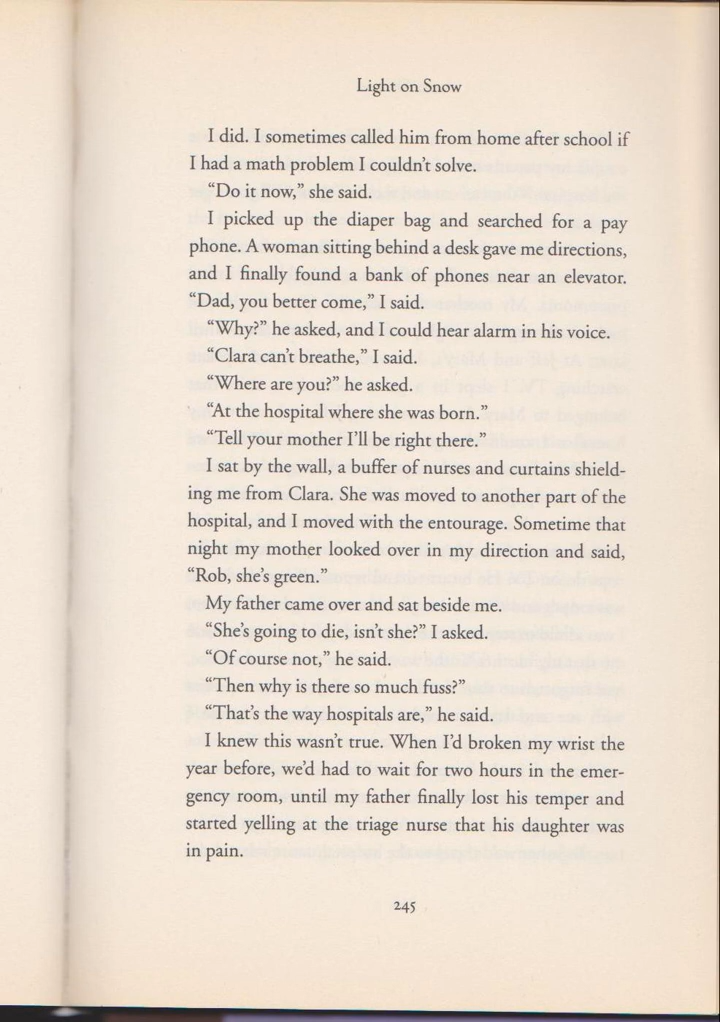 Light on Snow
I did. I sometimes called him from home after school if
I had a math problem I couldn't solve.
“Do it now,” she said.
I picked up the diaper bag and searched for a pay
phone. A woman sitting behind a desk gave me directions,
and I finally found a bank of phones near an elevator.
“Dad, you better come,” I said.
“Why?” he asked, and I could hear alarm in his voice.
“Clara can't breathe,” I said.
“Where are you?” he asked.
“At the hospital where she was born.”
“Tell your mother I'll be right there.”
I sat by the wall, a buffer of nurses and curtains shield-
ing me from Clara. She was moved to another part of the
hospital, and I moved with the entourage. Sometime that
night my mother looked over in my direction and said,
“Rob, she's green.”
My father came over and sat beside me.
“She's going to die, isn't she?” I asked.
“Of course not,” he said.
“Then why is there so much fuss?”
“That's the way hospitals are,” he said.
I knew this wasn't true. When I'd broken my wrist the
year before, we'd had to wait for two hours in the emer-
gency room, until my father finally lost his temper and
started yelling at the triage nurse that his daughter was
in pain.
245